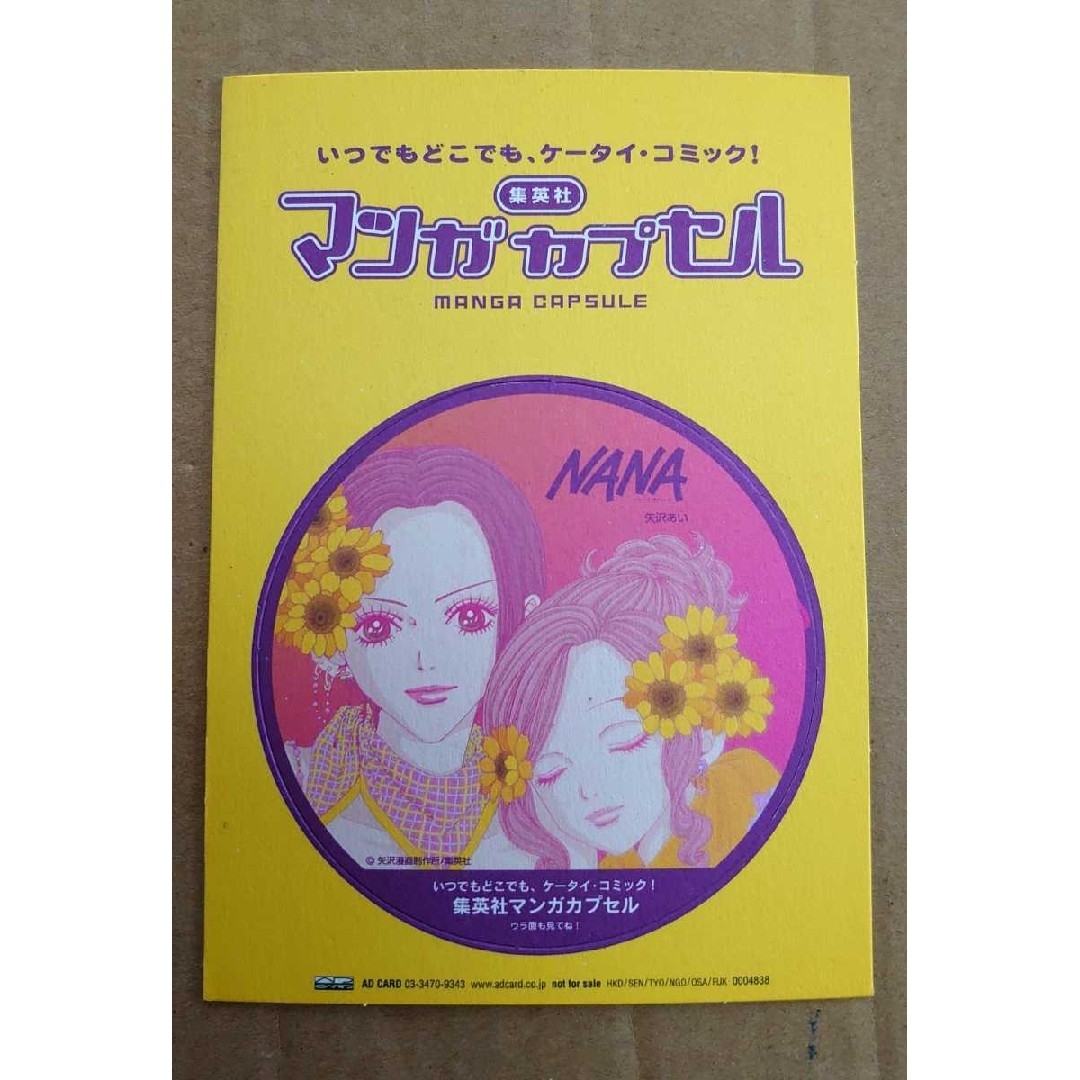 いつでもどこでも、ケータイ・コミック!
集英社
マンガカプセル
MANGA CAPSULE
NANA
矢沢あい
© 矢沢漫画制作所/集英社
いつでもどこでも、ケータイ・コミック!
集英社マンガカプセル
ウラ面も見てね!
AD CARD 03-3470-9343 www.adcard.co.jp not for sale HKD/SEN/TYO/NGO/OSA/FUK 0004838